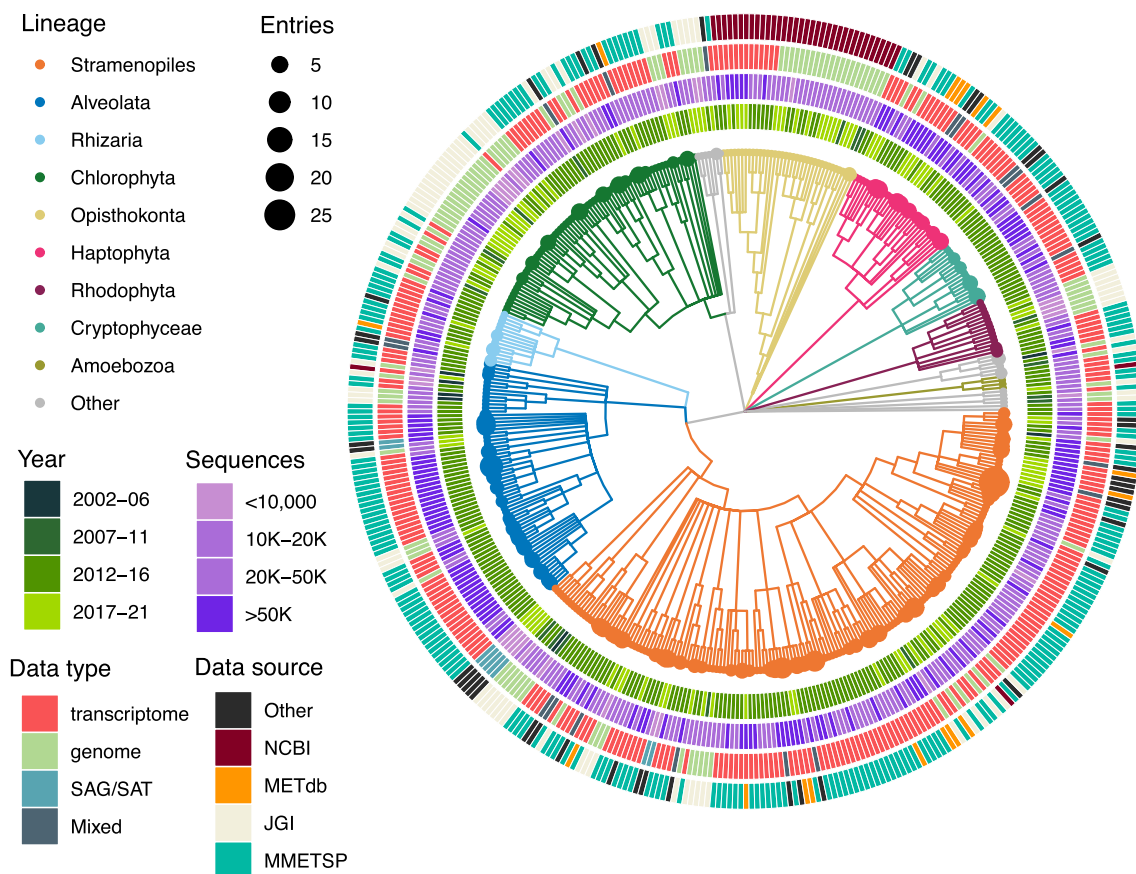 Lineage
Stramenopiles
Alveolata
Rhizaria
Chlorophyta
Opisthokonta
Haptophyta
Rhodophyta
Cryptophyceae
Amoebozoa
Other
Entries
5
10
15
20
25
Year
2002−06
2007−11
2012−16
2017−21
Sequences
<10,000
10K−20K
20K−50K
>50K
Data type
transcriptome
genome
SAG/SAT
Mixed
Data source
Other
NCBI
METdb
JGI
MMETSP